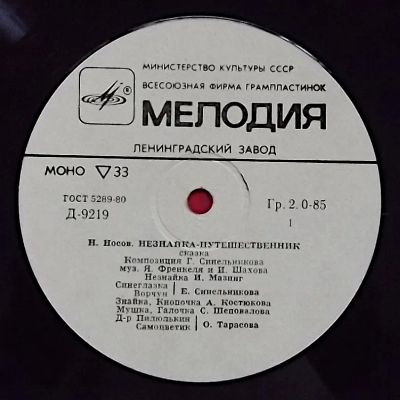 МИНИСТЕРСТВО КУЛЬТУРЫ СССР
ВСЕСОЮЗНАЯ ФИРМА ГРАМПЛАСТИНОК
МЕЛОДИЯ
ЛЕНИНГРАДСКИЙ ЗАВОД
МОНО ▽ 33
ГОСТ 5289-80
Д-9219
Гр. 2. 0-85
1
Н. Носов. НЕЗНАЙКА-ПУТЕШЕСТВЕННИК
сказка
Композиция Г. Синельникова
муз. Я. Френкеля и И. Шахова
Незнайка И. Мазинг
Синеглазка
Ворчун
Е. Синельникова
Знайка, Кнопочка А. Костюкова
Мушка, Галочка С. Шеповалова
Д-р Пилюлькин
Самоцветик
О. Тарасова